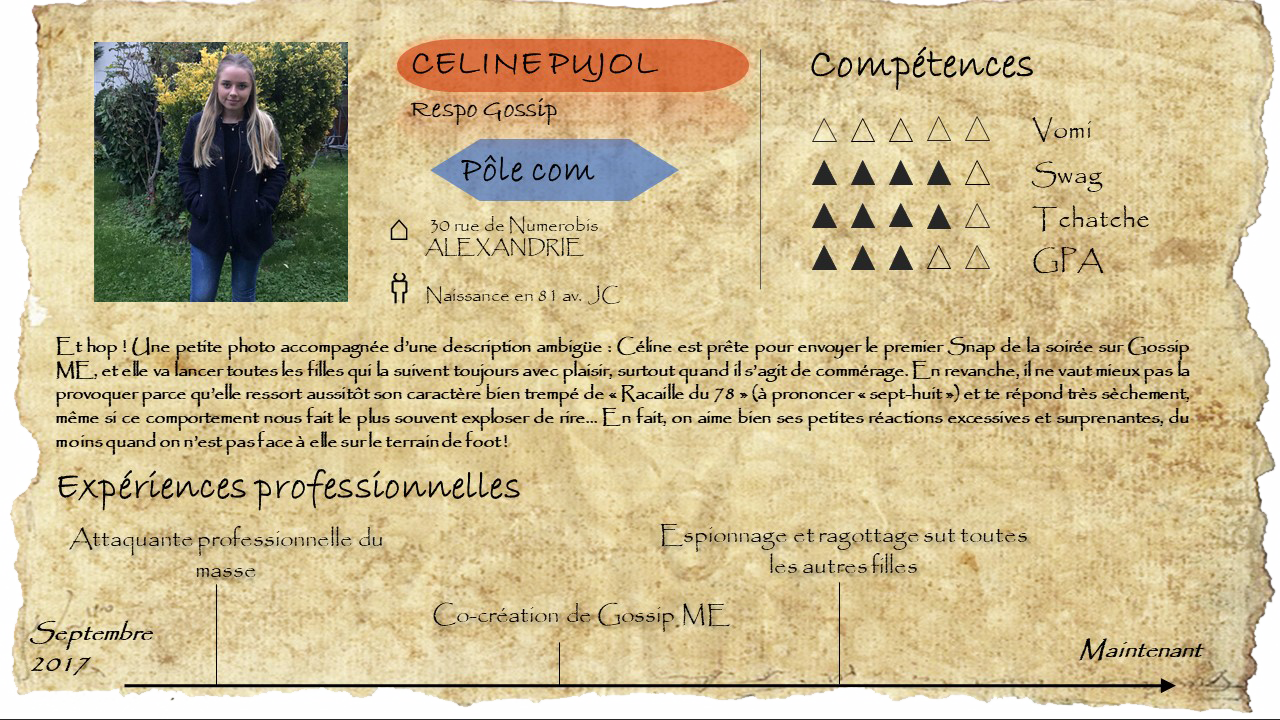 CELINE PUJOL
Respo Gossip
Pôle com
30 rue de Numerobis
ALEXANDRIE
Naissance en 81 av. JC
Compétences
Vomi
Swag
Tchatche
GPA
Et hop ! Une petite photo accompagnée d'une description ambigüe : Céline est prête pour envoyer le premier Snap de la soirée sur Gossip
ME, et elle va lancer toutes les filles qui la suivent toujours avec plaisir, surtout quand il s'agit de commérage. En revanche, il ne vaut mieux pas la
provoquer parce qu'elle ressort aussitôt son caractère bien trempé de « Racaille du 78 » (à prononcer « sept-huit ») et te répond très sèchement,
même si ce comportement nous fait le plus souvent exploser de rire... En fait, on aime bien ses petites réactions excessives et surprenantes, du
moins quand on n'est pas face à elle sur le terrain de foot !
Expériences professionnelles
Attaquante professionnelle du
masse
Espionnage et ragottage sut toutes
les autres filles
Co-création de Gossip ME
Septembre
2017
Maintenant